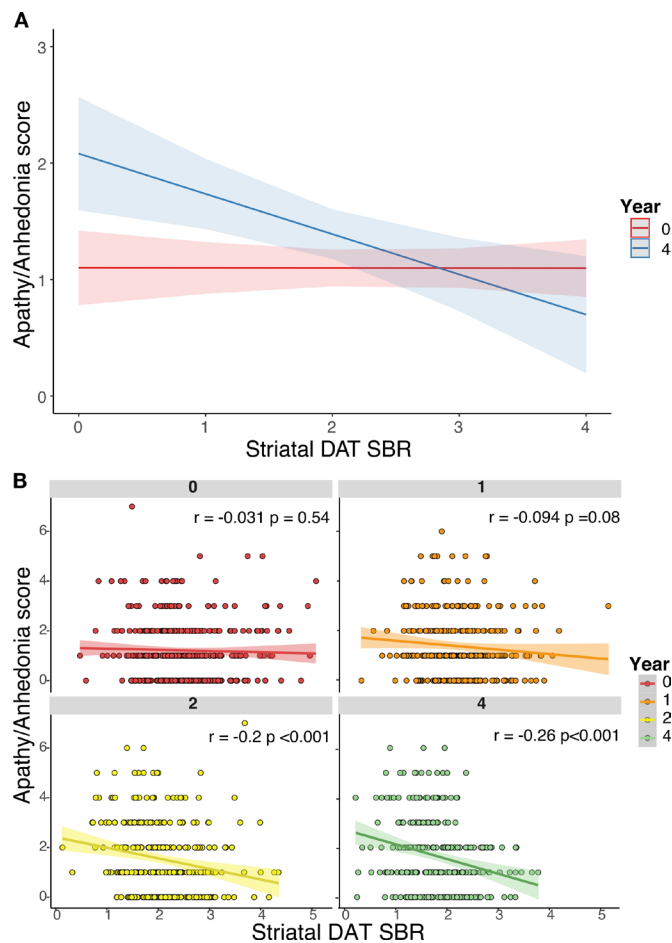 A
Apathy/Anhedonia score
3
2
1
0
0 1 2 3 4
Striatal DAT SBR
Year
0
4
B
0 1
r = -0.031 p = 0.54
r = -0.094 p =0.08
6
4
2
0
2 4
r = -0.2 p <0.001
r = -0.26 p<0.001
6
4
2
0
Apathy/Anhedonia score
0 1 2 3 4 5 0 1 2 3 4 5
Striatal DAT SBR
Year
0
1
2
4